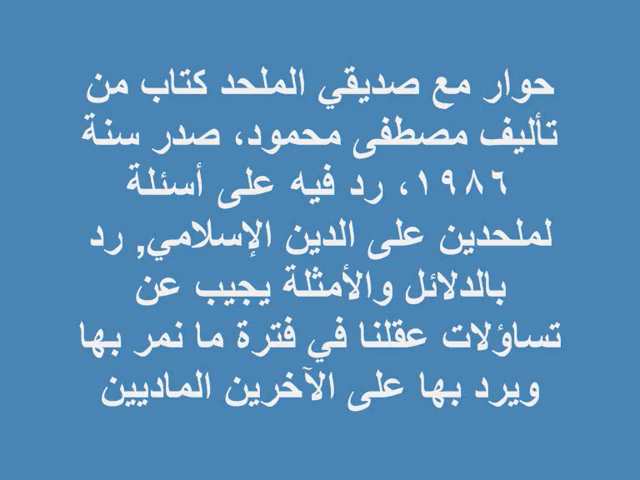 حوار مع صديقي الملحد كتاب من
تأليف مصطفى محمود، صدر سنة
١٩٨٦، رد فيه على أسئلة
لملحدين على الدين الإسلامي, رد
بالدلائل والأمثلة يجيب عن
تساؤلات عقلنا في فترة ما نمر بها
ويرد بها على الآخرين الماديين